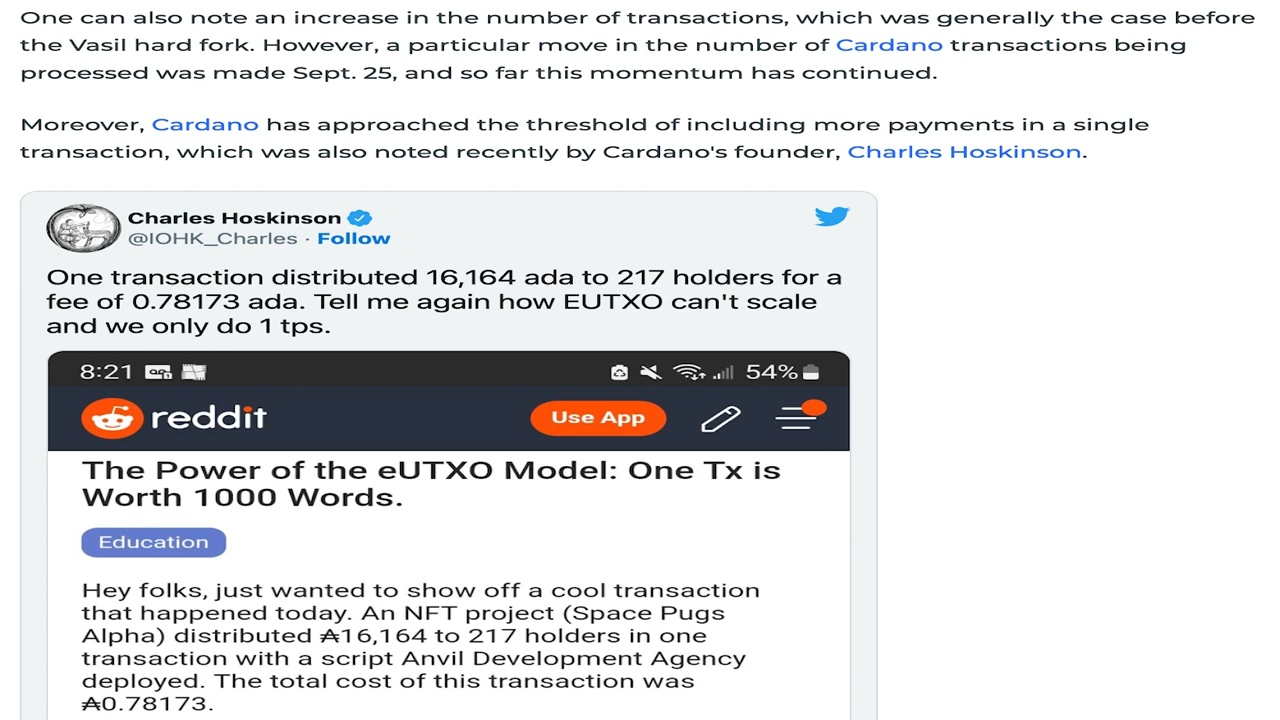 One can also note an increase in the number of transactions, which was generally the case before
the Vasil hard fork. However, a particular move in the number of Cardano transactions being
processed was made Sept. 25, and so far this momentum has continued.
Moreover, Cardano has approached the threshold of including more payments in a single
transaction, which was also noted recently by Cardano's founder, Charles Hoskinson.
Charles Hoskinson
@IOHK_Charles · Follow
One transaction distributed 16,164 ada to 217 holders for a
fee of 0.78173 ada. Tell me again how EUTXO can't scale
and we only do 1 tps.
8:21 54%
reddit Use App
The Power of the eUTXO Model: One Tx is
Worth 1000 Words.
Education
Hey folks, just wanted to show off a cool transaction
that happened today. An NFT project (Space Pugs
Alpha) distributed ₳16,164 to 217 holders in one
transaction with a script Anvil Development Agency
deployed. The total cost of this transaction was
₳0.78173.